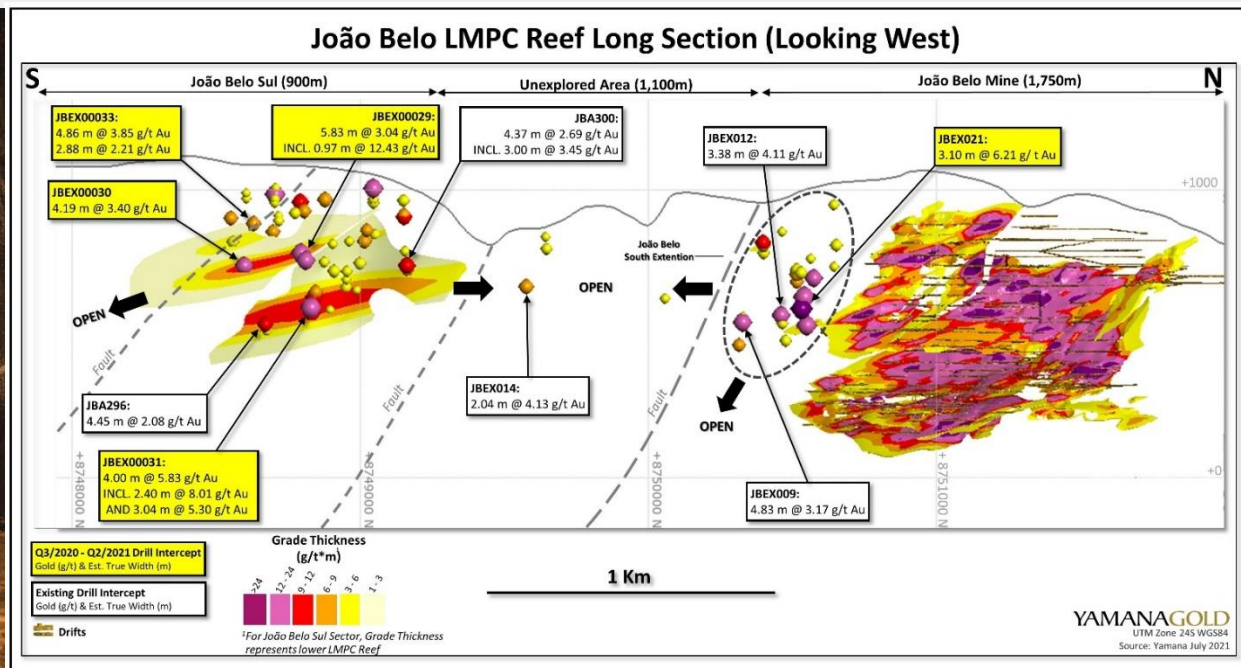 João Belo LMPC Reef Long Section (Looking West)
S
João Belo Sul (900m)
Unexplored Area (1,100m)
João Belo Mine (1,750m)
N
JBEX00033:
4.86 m @ 3.85 g/t Au
2.88 m @ 2.21 g/t Au
JBEX00029:
5.83 m @ 3.04 g/t Au
INCL. 0.97 m @ 12.43 g/t Au
JBA300:
4.37 m @ 2.69 g/t Au
INCL. 3.00 m @ 3.45 g/t Au
JBEX012:
3.38 m @ 4.11 g/t Au
JBEX021:
3.10 m @ 6.21 g/ t Au
JBEX00030
4.19 m @ 3.40 g/t Au
+1000
João Belo
South Extention
OPEN
OPEN
OPEN
Fault
Fault
Fault
JBA296:
4.45 m @ 2.08 g/t Au
JBEX014:
2.04 m @ 4.13 g/t Au
JBEX00031:
4.00 m @ 5.83 g/t Au
INCL. 2.40 m @ 8.01 g/t Au
AND 3.04 m @ 5.30 g/t Au
JBEX009:
4.83 m @ 3.17 g/t Au
+0
+8748000 N
+8749000 N
+8750000 N
+8751000 N
Q3/2020 - Q2/2021 Drill Intercept
Gold (g/t) & Est. True Width (m)
Existing Drill Intercept
Gold (g/t) & Est. True Width (m)
Drifts
Grade Thickness
(g/t*m)¹
>24
12 - 24
9 - 12
6 - 9
3 - 6
1 - 3
¹For João Belo Sul Sector, Grade Thickness
represents lower LMPC Reef
1 Km
YAMANAGOLD
UTM Zone 24S WGS84
Source: Yamana July 2021